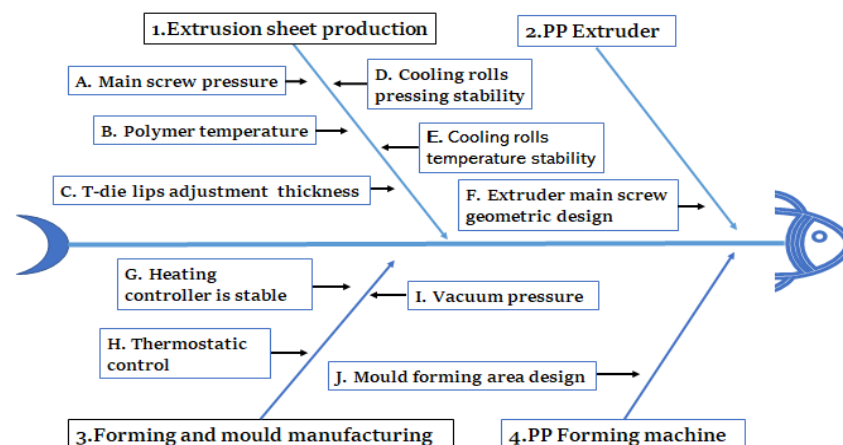 1.Extrusion sheet production
2.PP Extruder
A. Main screw pressure
D. Cooling rolls
pressing stability
B. Polymer temperature
E. Cooling rolls
temperature stability
C. T-die lips adjustment thickness
F. Extruder main screw
geometric design
G. Heating
controller is stable
I. Vacuum pressure
H. Thermostatic
control
J. Mould forming area design
3.Forming and mould manufacturing
4.PP Forming machine